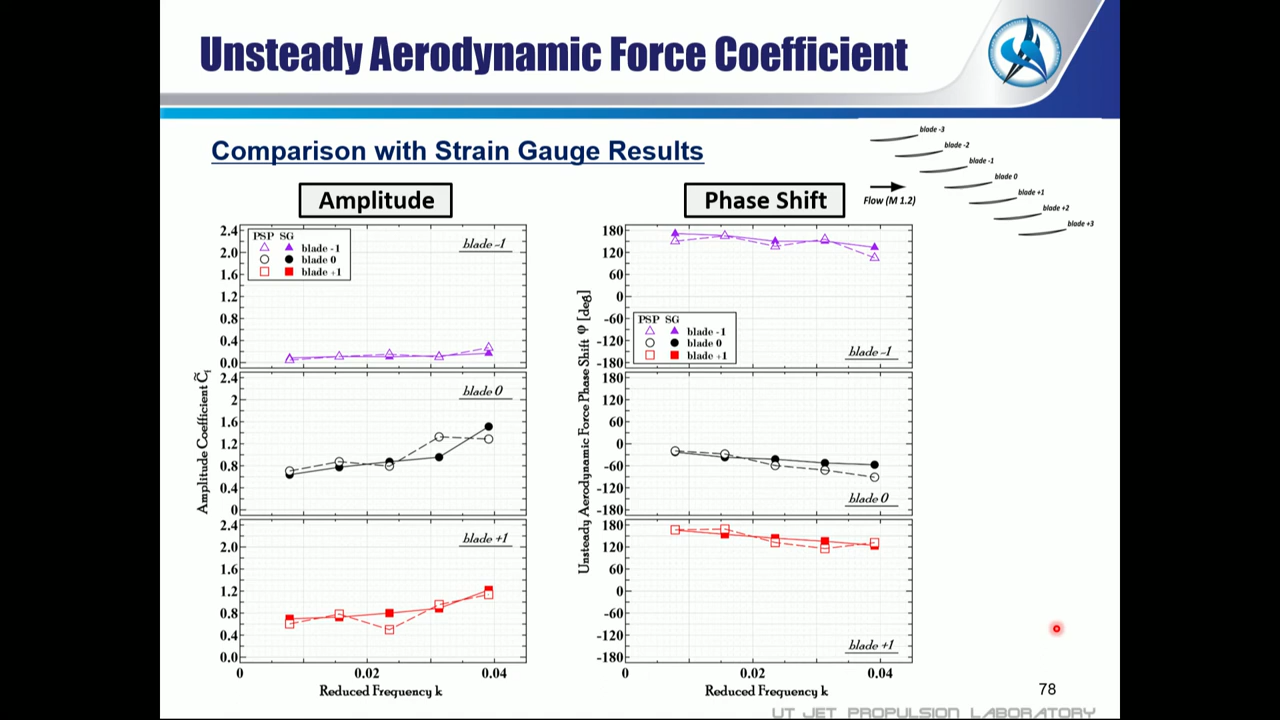 Unsteady Aerodynamic Force Coefficient
Comparison with Strain Gauge Results
blade -3
blade -2
blade -1
blade 0
blade +1
blade +2
blade +3
Flow (M 1.2)
Amplitude
Amplitude Coefficient C̃f
2.4
2.0
1.6
1.2
0.8
0.4
0.0
PSP SG
blade -1
blade 0
blade +1
blade -1
2.4
2
1.6
1.2
0.8
0.4
0
blade 0
2.4
2.0
1.6
1.2
0.8
0.4
0.0
blade +1
0 0.02 0.04
Reduced Frequency k
Phase Shift
Unsteady Aerodynamic Force Phase Shift φ [deg]
180
120
60
0
-60
-120
-180
PSP SG
blade -1
blade 0
blade +1
blade -1
180
120
60
0
-60
-120
-180
blade 0
180
120
60
0
-60
-120
-180
blade +1
0 0.02 0.04
Reduced Frequency k
78
UT JET PROPULSION LABORATORY